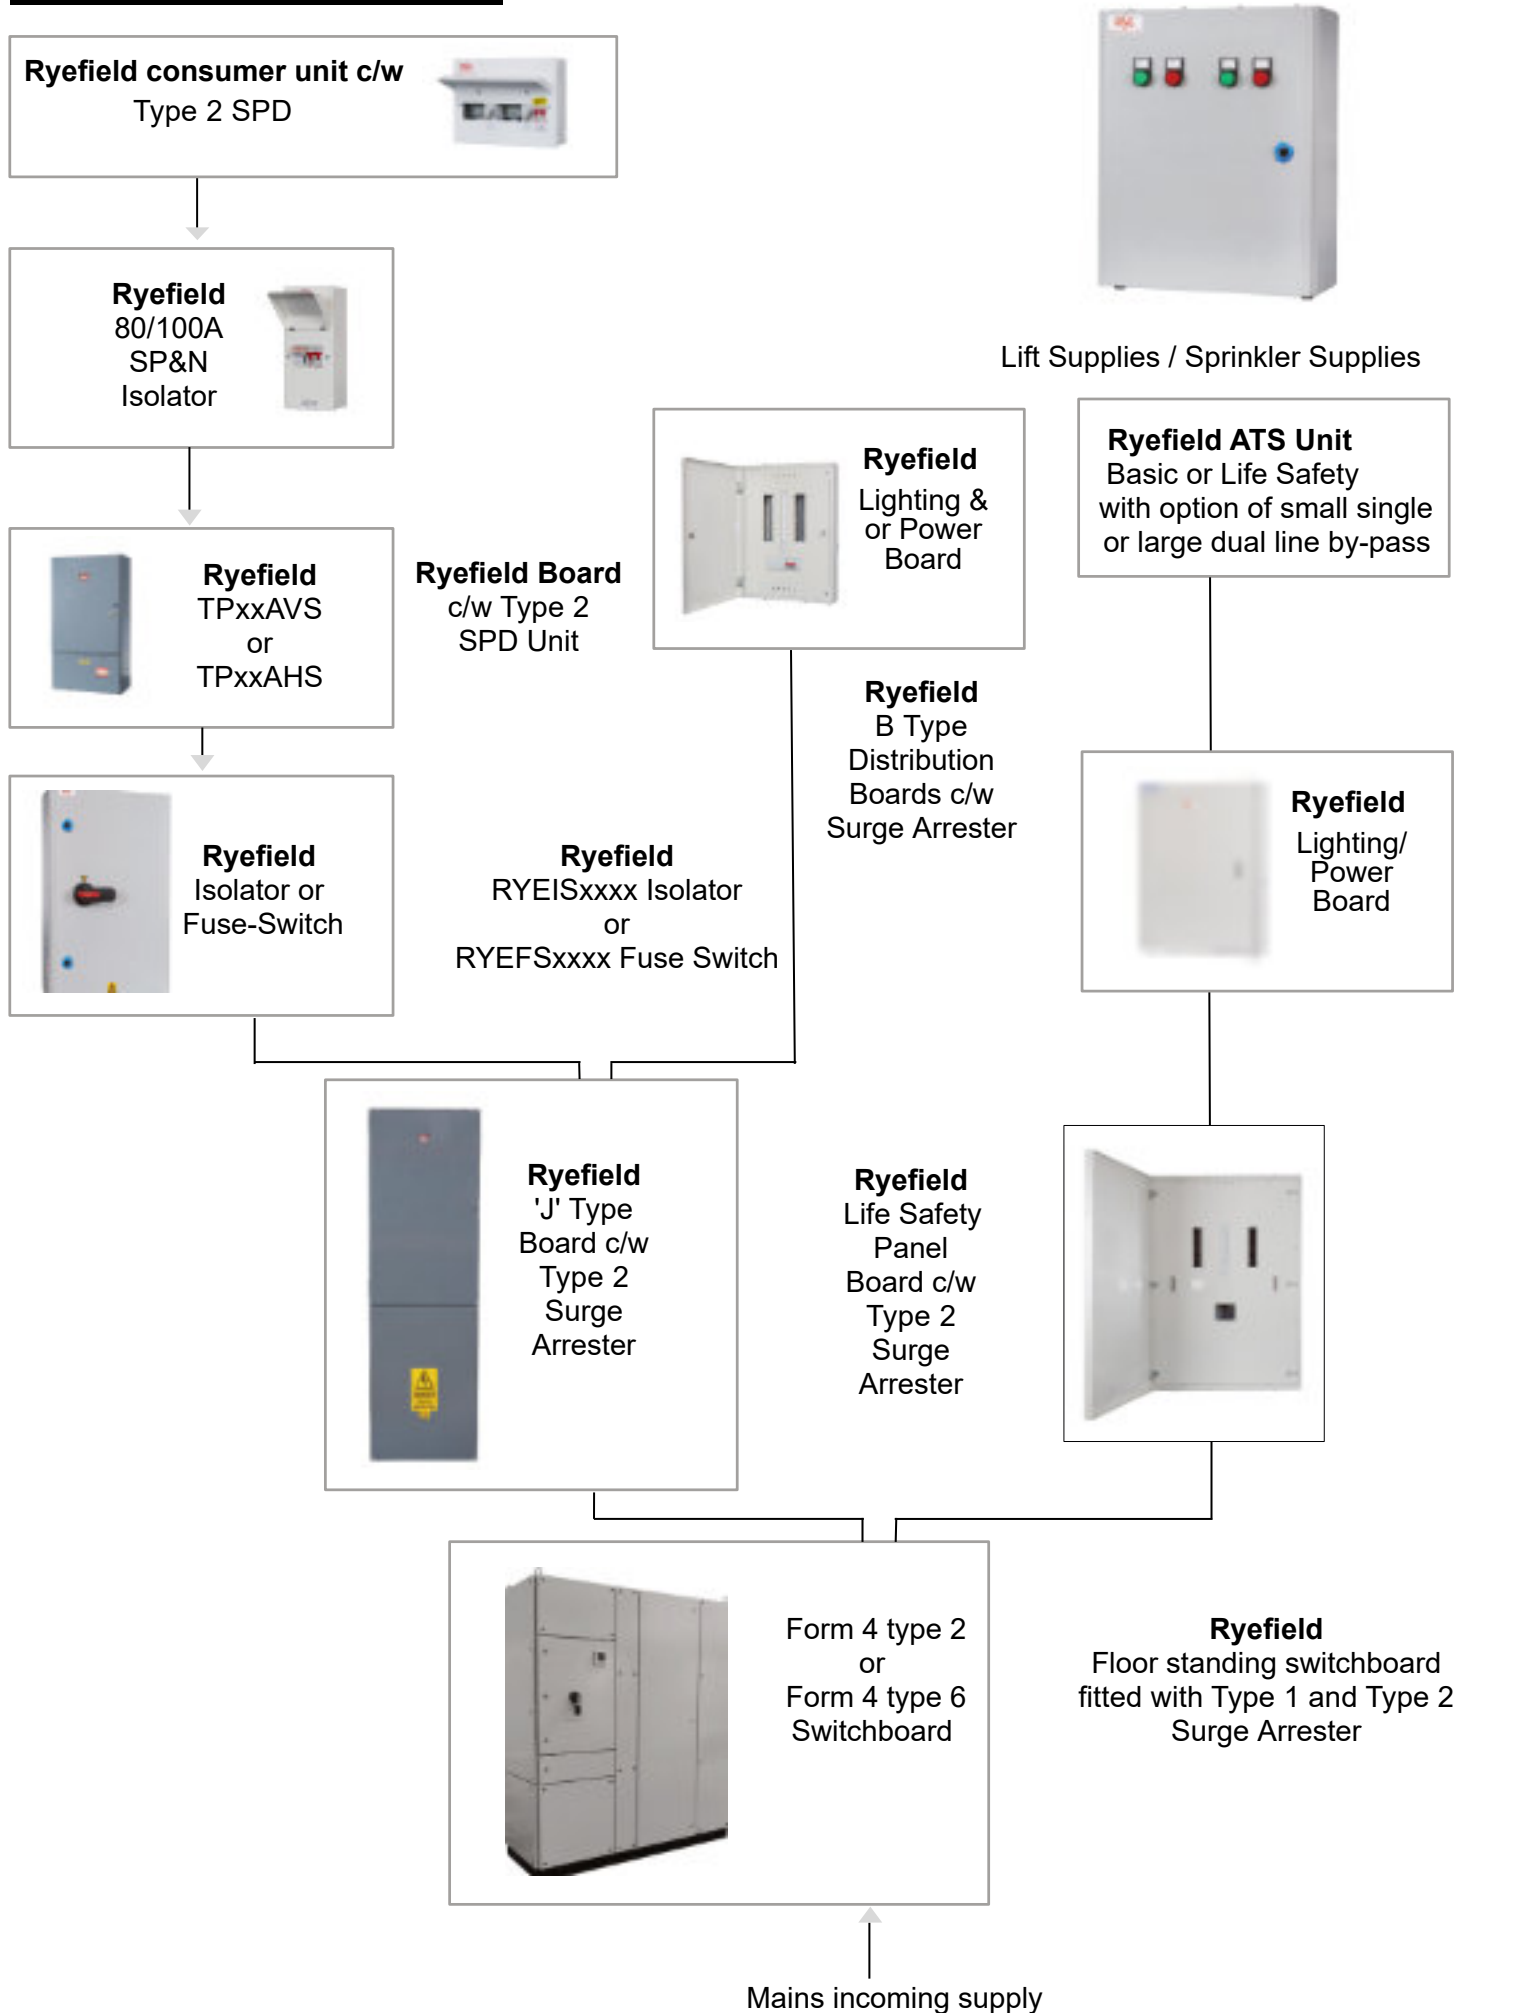 Ryefield consumer unit c/w
Type 2 SPD
Lift Supplies / Sprinkler Supplies
Ryefield
80/100A
SP&N
Isolator
Ryefield
Lighting &
or Power
Board
Ryefield ATS Unit
Basic or Life Safety
with option of small single
or large dual line by-pass
Ryefield
TPxxAVS
or
TPxxAHS
Ryefield Board
c/w Type 2
SPD Unit
Ryefield
B Type
Distribution
Boards c/w
Surge Arrester
Ryefield
Isolator or
Fuse-Switch
Ryefield
RYEISxxxx Isolator
or
RYEFSxxxx Fuse Switch
Ryefield
Lighting/
Power
Board
Ryefield
'J' Type
Board c/w
Type 2
Surge
Arrester
Ryefield
Life Safety
Panel
Board c/w
Type 2
Surge
Arrester
Form 4 type 2
or
Form 4 type 6
Switchboard
Ryefield
Floor standing switchboard
fitted with Type 1 and Type 2
Surge Arrester
Mains incoming supply